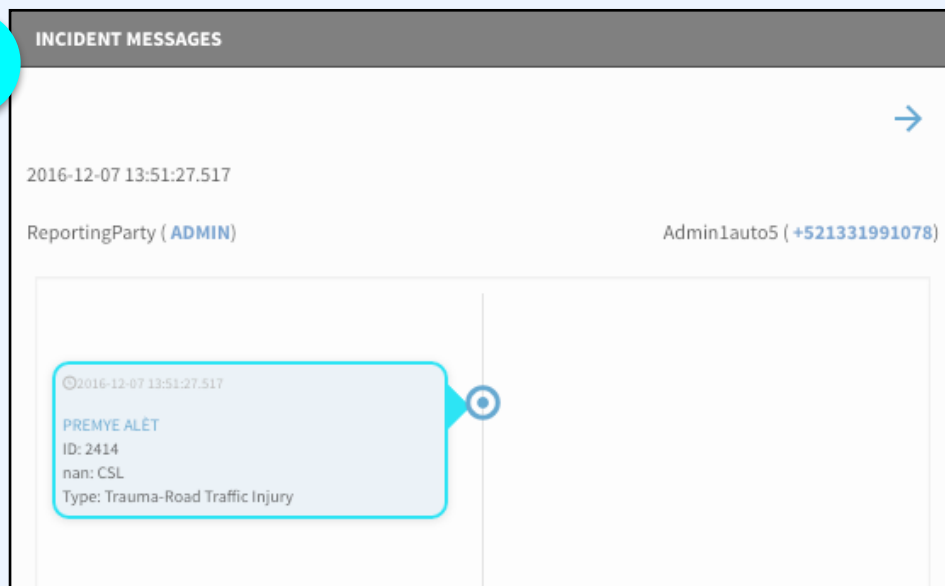 INCIDENT MESSAGES
2016-12-07 13:51:27.517
ReportingParty ( ADMIN)
Admin1auto5 ( +521331991078)
2016-12-07 13:51:27.517
PREMYE ALÈT
ID: 2414
nan: CSL
Type: Trauma-Road Traffic Injury